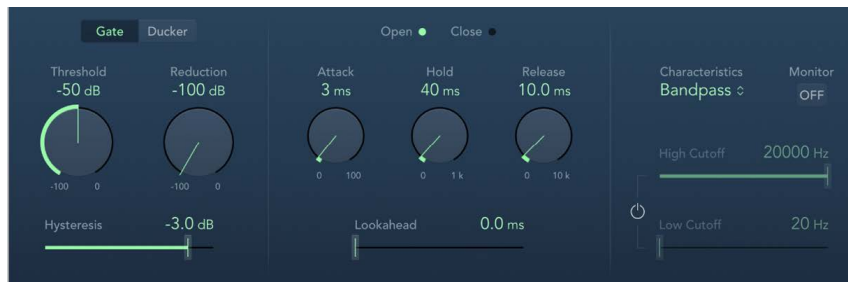 Gate Ducker
Open Close
Threshold
-50 dB
-100 0
Reduction
-100 dB
-100 0
Attack
3 ms
0 100
Hold
40 ms
0 1 k
Release
10.0 ms
0 10 k
Characteristics
Bandpass
Monitor
OFF
High Cutoff 20000 Hz
Hysteresis -3.0 dB
Lookahead 0.0 ms
Low Cutoff 20 Hz